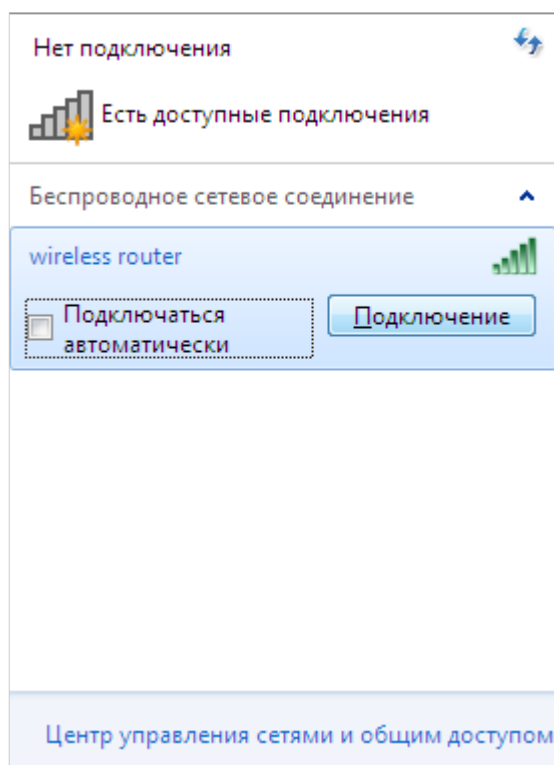 Нет подключения
Есть доступные подключения
Беспроводное сетевое соединение
wireless router
Подключаться
автоматически
Подключение
Центр управления сетями и общим доступом